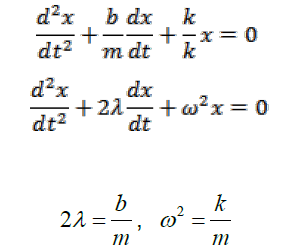 d²x/dt² + b/m dx/dt + k/k x = 0
d²x/dt² + 2λ dx/dt + ω²x = 0
2λ = b/m, ω² = k/m